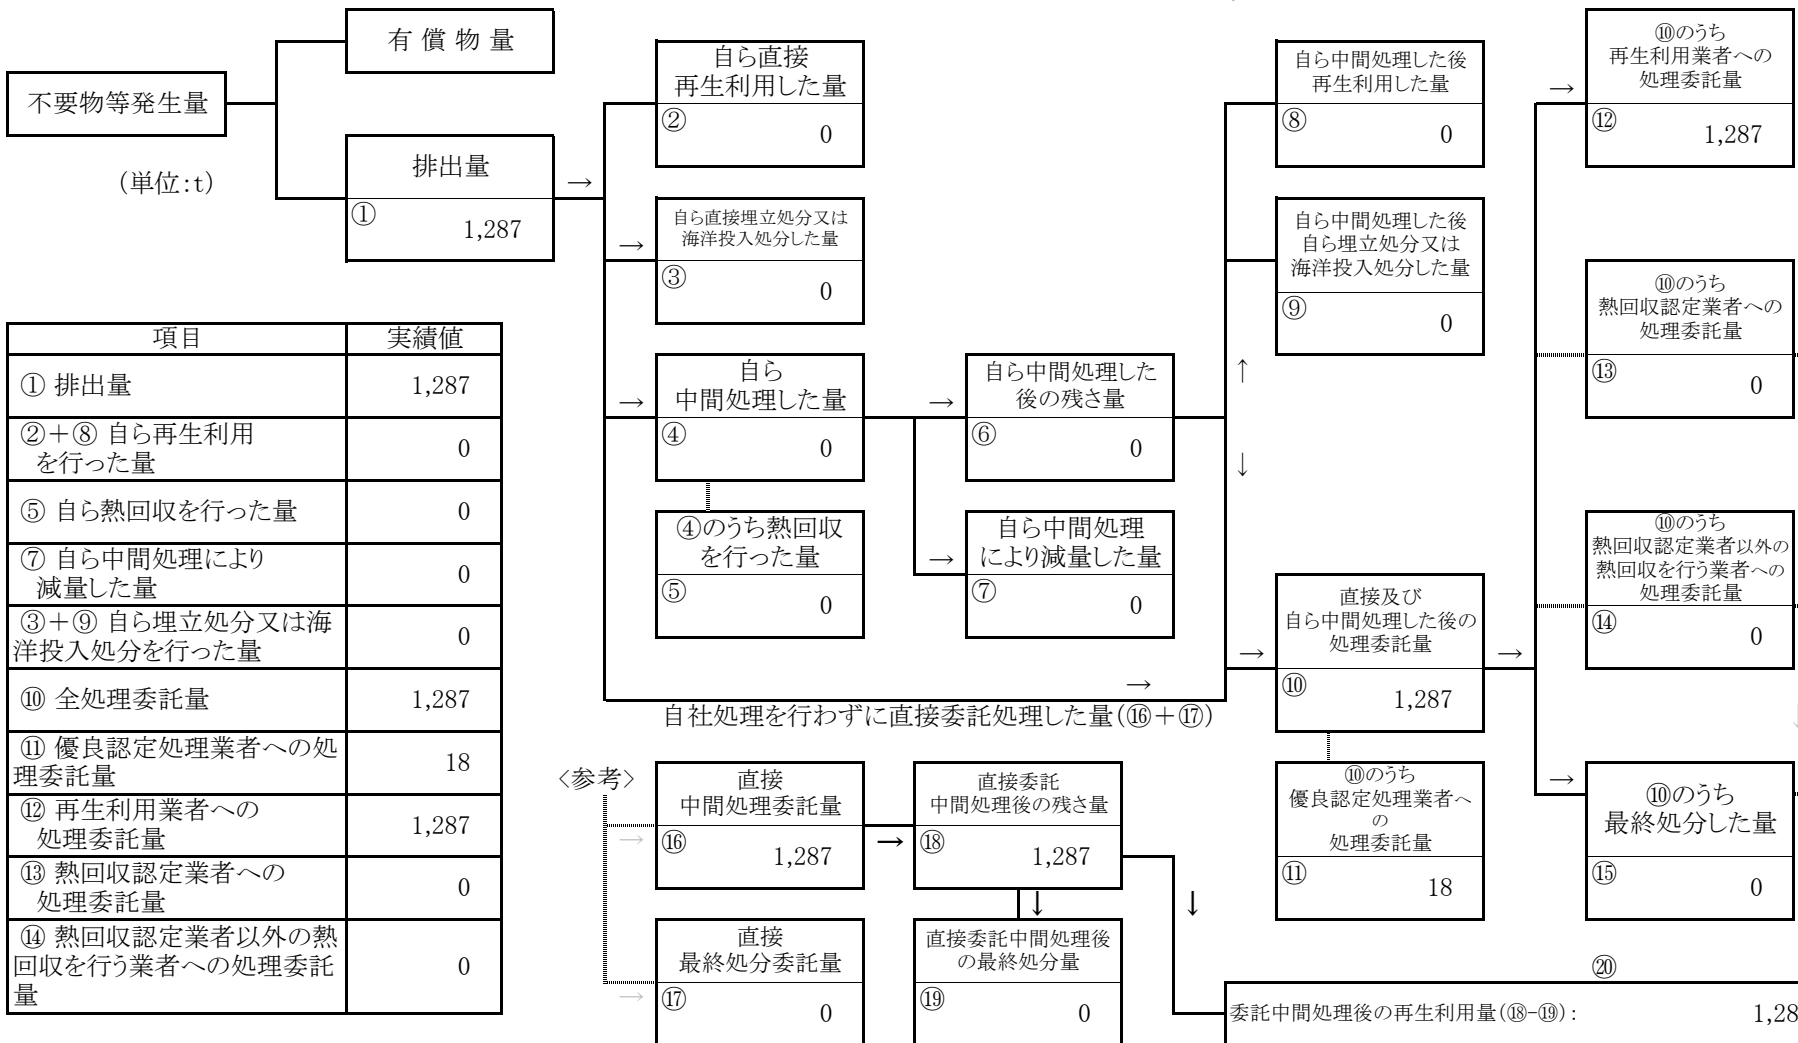 有 償 物 量
不要物等発生量
(単位:t)
排出量
→
①
1,287
自ら直接
再生利用した量
②
0
→
自ら直接埋立処分又は
海洋投入処分した量
③
0
→
自ら
中間処理した量
④
0
④のうち熱回収
を行った量
⑤
0
→
自ら中間処理した
後の残さ量
⑥
0
→
自ら中間処理
により減量した量
⑦
0
自ら中間処理した後
再生利用した量
⑧
0
自ら中間処理した後
自ら埋立処分又は
海洋投入処分した量
⑨
0
↑
↓
→
直接及び
自ら中間処理した後の
処理委託量
⑩
1,287
→
⑩のうち
優良認定処理業者へ
の
処理委託量
⑪
18
→
⑩のうち
再生利用業者への
処理委託量
⑫
1,287
⑩のうち
熱回収認定業者への
処理委託量
⑬
0
⑩のうち
熱回収認定業者以外の
熱回収を行う業者への
処理委託量
⑭
0
→
⑩のうち
最終処分した量
⑮
0
→
自社処理を行わずに直接委託処理した量(⑯+⑰)
〈参考〉
→
直接
中間処理委託量
⑯
1,287
→
直接委託
中間処理後の残さ量
⑱
1,287
↓
↓
→
直接
最終処分委託量
⑰
0
直接委託中間処理後
の最終処分量
⑲
0
⑳
委託中間処理後の再生利用量(⑱-⑲):
1,28
項目 実績値
① 排出量 1,287
②+⑧ 自ら再生利用
を行った量 0
⑤ 自ら熱回収を行った量 0
⑦ 自ら中間処理により
減量した量 0
③+⑨ 自ら埋立処分又は海
洋投入処分を行った量 0
⑩ 全処理委託量 1,287
⑪ 優良認定処理業者への処
理委託量 18
⑫ 再生利用業者への
処理委託量 1,287
⑬ 熱回収認定業者への
処理委託量 0
⑭ 熱回収認定業者以外の熱
回収を行う業者への処理委託 0
量